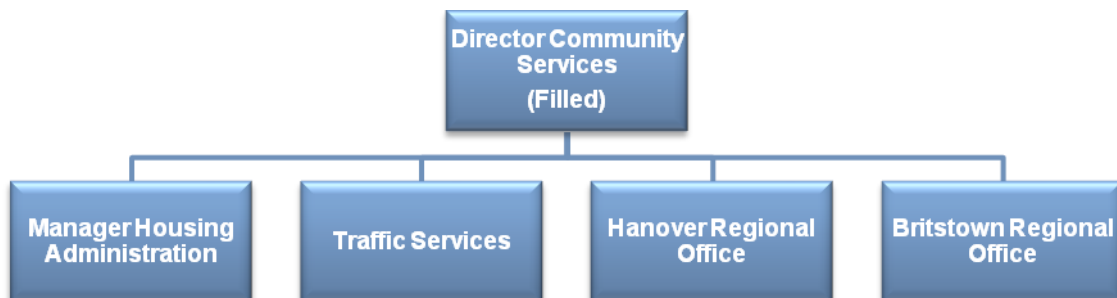 Director Community
Services
(Filled)
Manager Housing
Administration
Traffic Services
Hanover Regional
Office
Britstown Regional
Office